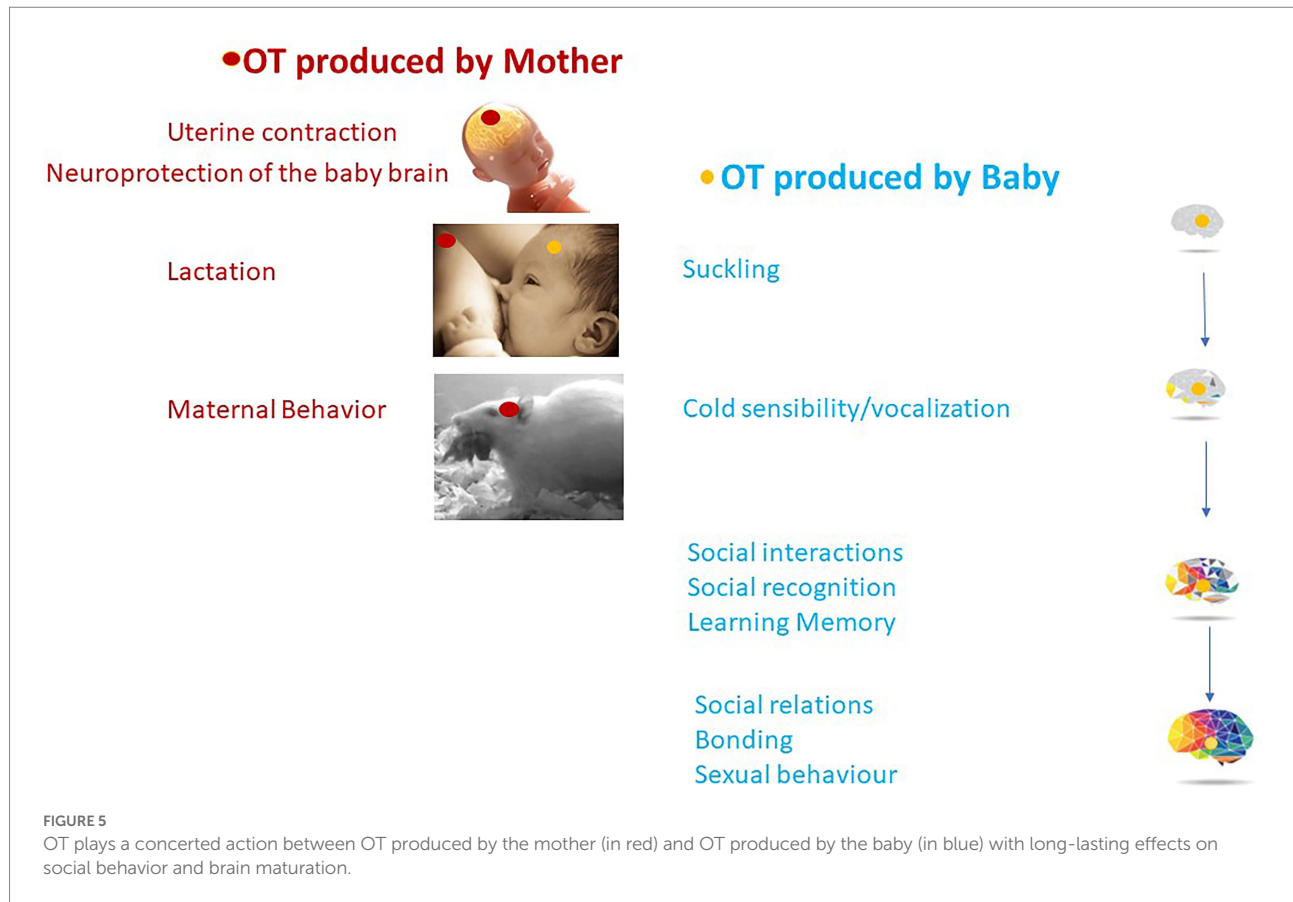 OT produced by Mother
Uterine contraction
Neuroprotection of the baby brain
Lactation
Maternal Behavior
OT produced by Baby
Suckling
Cold sensibility/vocalization
Social interactions
Social recognition
Learning Memory
Social relations
Bonding
Sexual behaviour
FIGURE 5
OT plays a concerted action between OT produced by the mother (in red) and OT produced by the baby (in blue) with long-lasting effects on
social behavior and brain maturation.